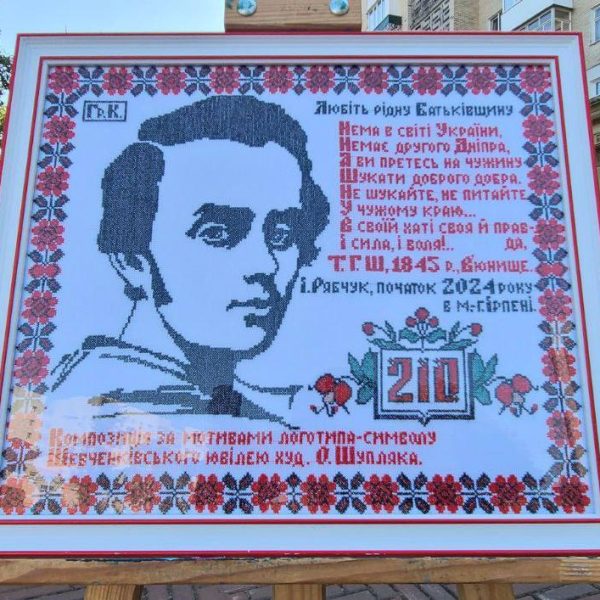 Гр.К.
Любіть рідну Батьківщину
Нема в світі України,
Немає другого Дніпра,
А ви претесь на чужину
Шукати доброго добра.
Не шукайте, не питайте
У чужому краю...
В своїй хаті своя й прав-
І сила, і воля!.. да,
Т.Г.Ш, 1845 р., В'юнище.
І. Рябчук, початок 2024 року
в м. Ірпені.
210
Композиція за мотивами логотипа-символу
Шевченківського ювілею худ. О. Шупляка.